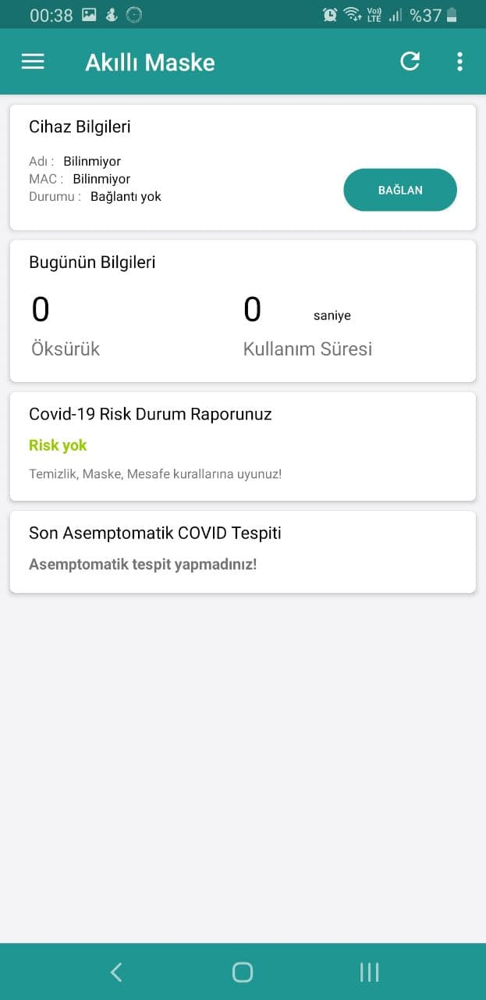 00:38 Vo)) LTE %37
Akıllı Maske
Cihaz Bilgileri
Adı : Bilinmiyor
MAC : Bilinmiyor
Durumu : Bağlantı yok
BAĞLAN
Bugünün Bilgileri
0 0 saniye
Öksürük Kullanım Süresi
Covid-19 Risk Durum Raporunuz
Risk yok
Temizlik, Maske, Mesafe kurallarına uyunuz!
Son Asemptomatik COVID Tespiti
Asemptomatik tespit yapmadınız!